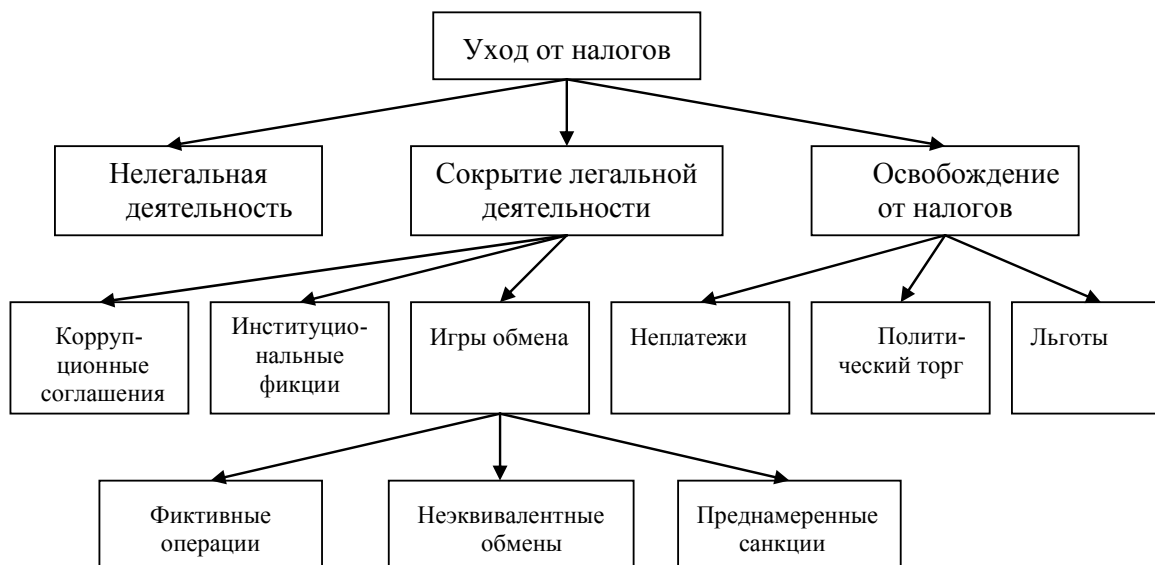 Уход от налогов
Нелегальная
деятельность
Сокрытие легальной
деятельности
Освобождение
от налогов
Корруп-
ционные
соглашения
Институцио-
нальные
фикции
Игры обмена
Неплатежи
Полити-
ческий торг
Льготы
Фиктивные
операции
Неэквивалентные
обмены
Преднамеренные
санкции